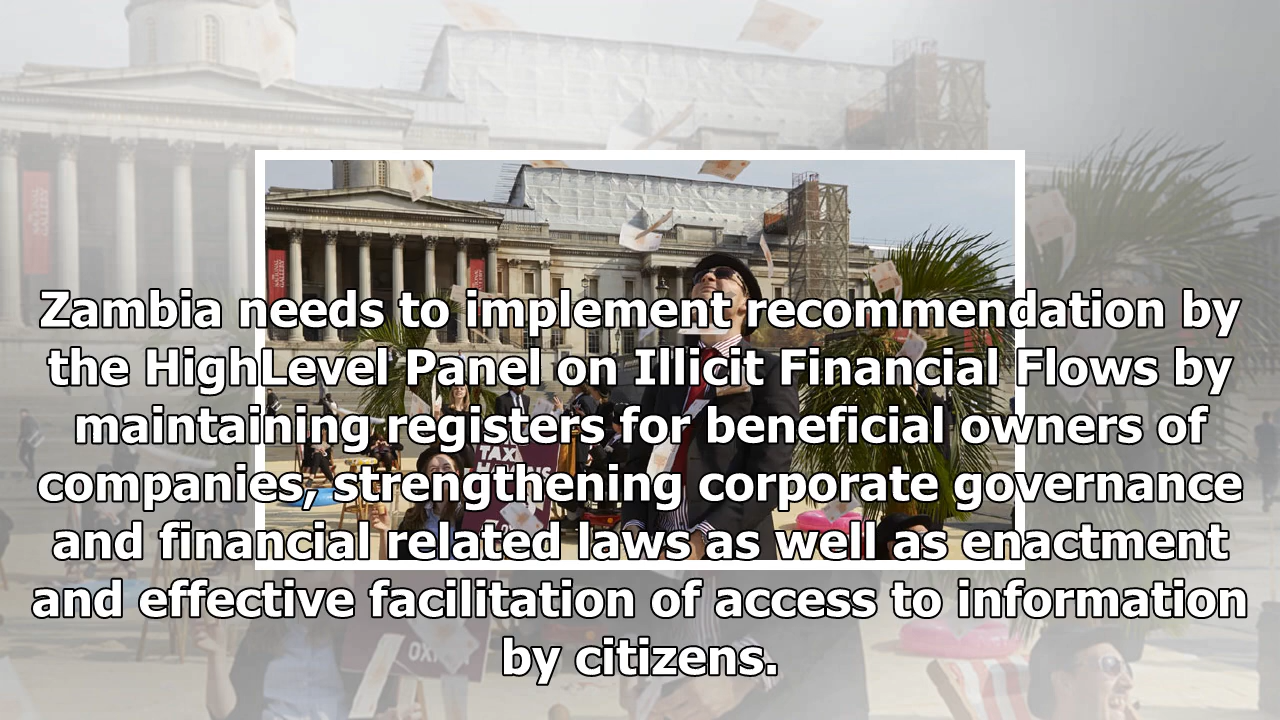 Zambia needs to implement recommendation by
the HighLevel Panel on Illicit Financial Flows by
maintaining registers for beneficial owners of
companies, strengthening corporate governance
and financial related laws as well as enactment
and effective facilitation of access to information
by citizens.
TAX